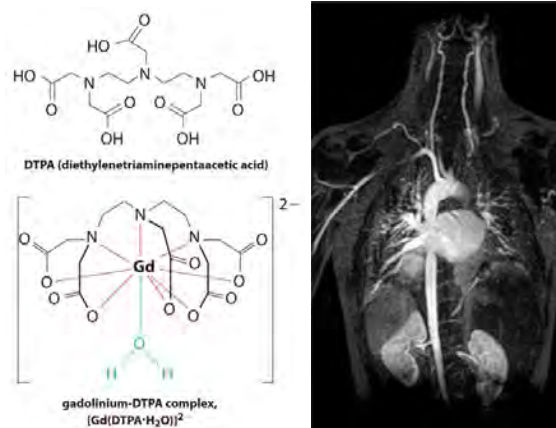 O
HO
HO N N N OH
O O O O
OH OH
DTPA (diethylenetriaminepentaacetic acid)
2−
N
O N N O
O Gd O O
O O O O O
O
H H
gadolinium-DTPA complex,
[Gd(DTPA·H₂O)]²⁻